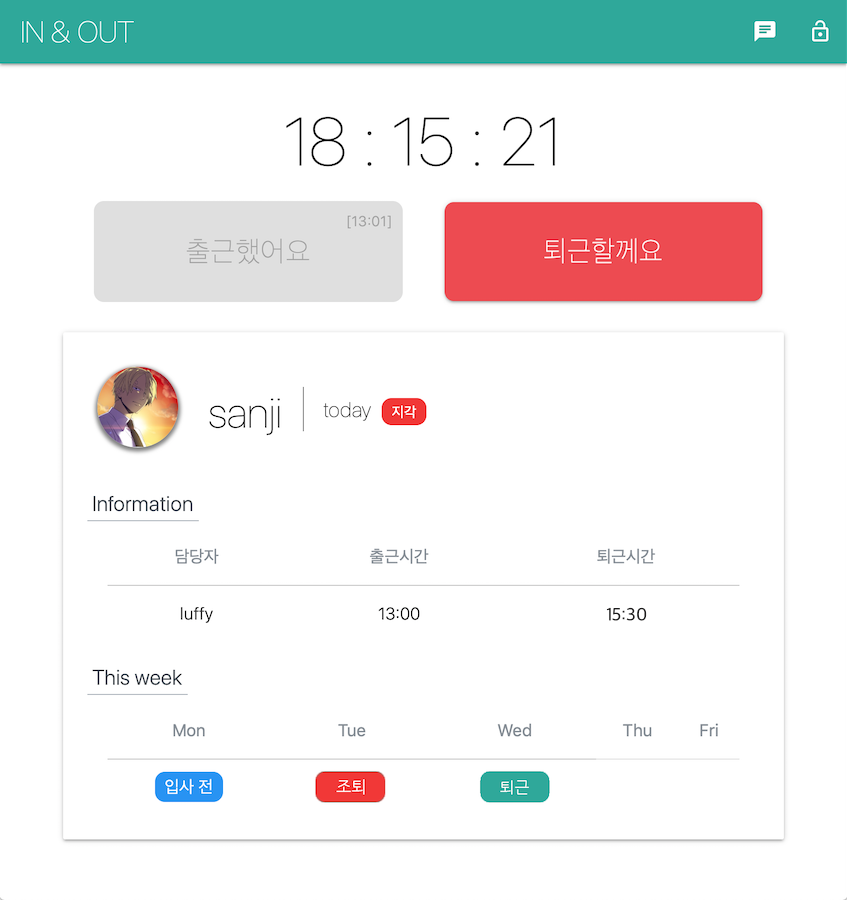 IN & OUT
18 : 15 : 21
[13:01]
출근했어요
퇴근할께요
sanji
today 지각
Information
담당자 출근시간 퇴근시간
luffy 13:00 15:30
This week
Mon Tue Wed Thu Fri
입사 전 조퇴 퇴근